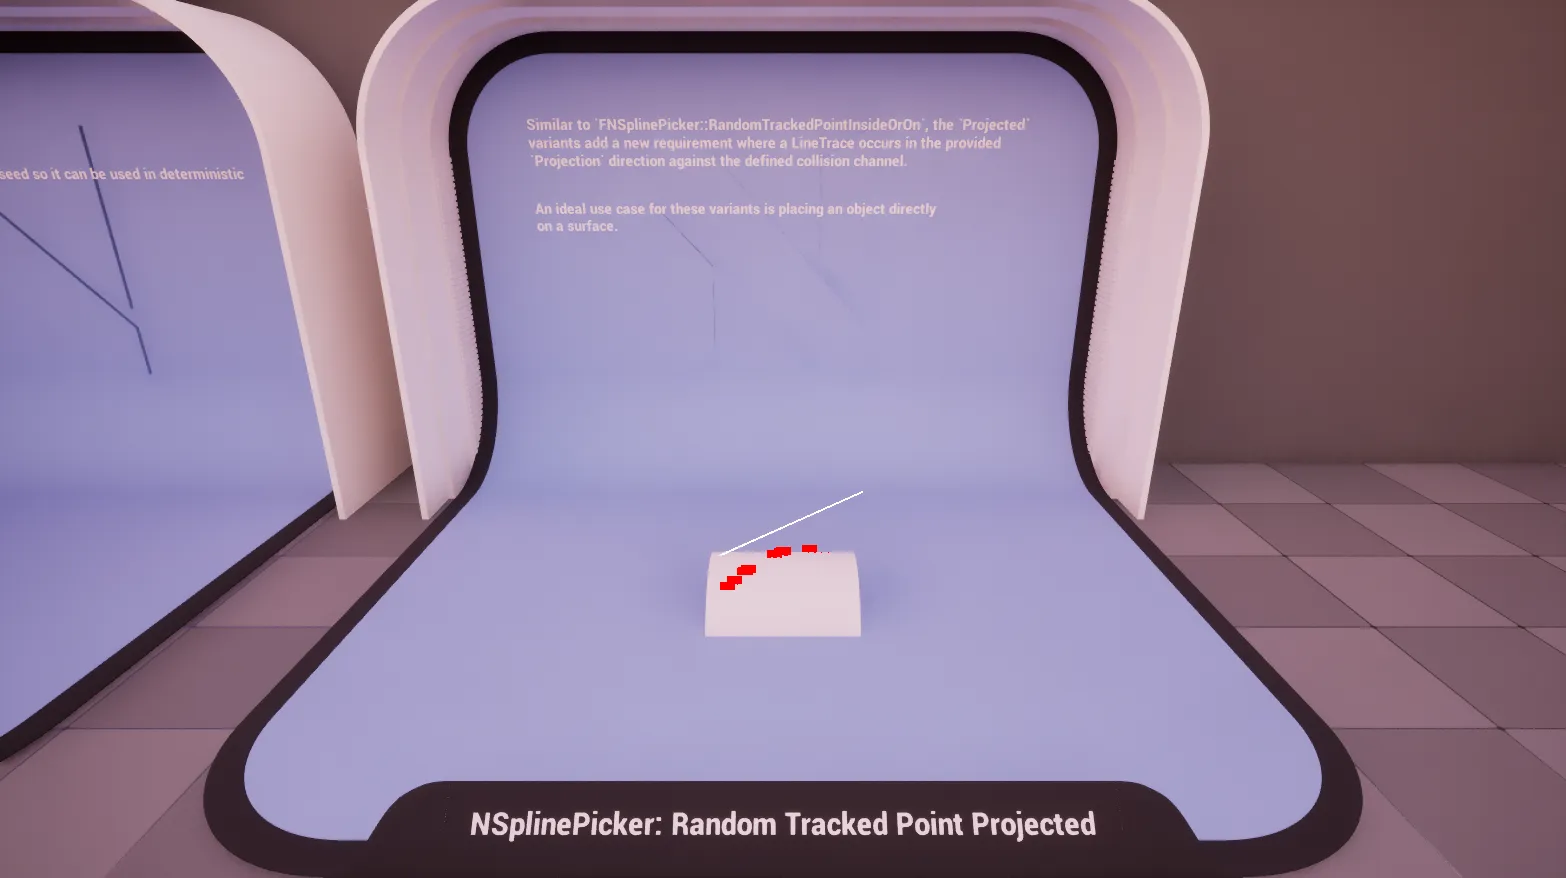 seed so it can be used in deterministic
Similar to `FNSplinePicker::RandomTrackedPointInsideOrOn`, the `Projected`
variants add a new requirement where a LineTrace occurs in the provided
`Projection` direction against the defined collision channel.
An ideal use case for these variants is placing an object directly
on a surface.
NSplinePicker: Random Tracked Point Projected